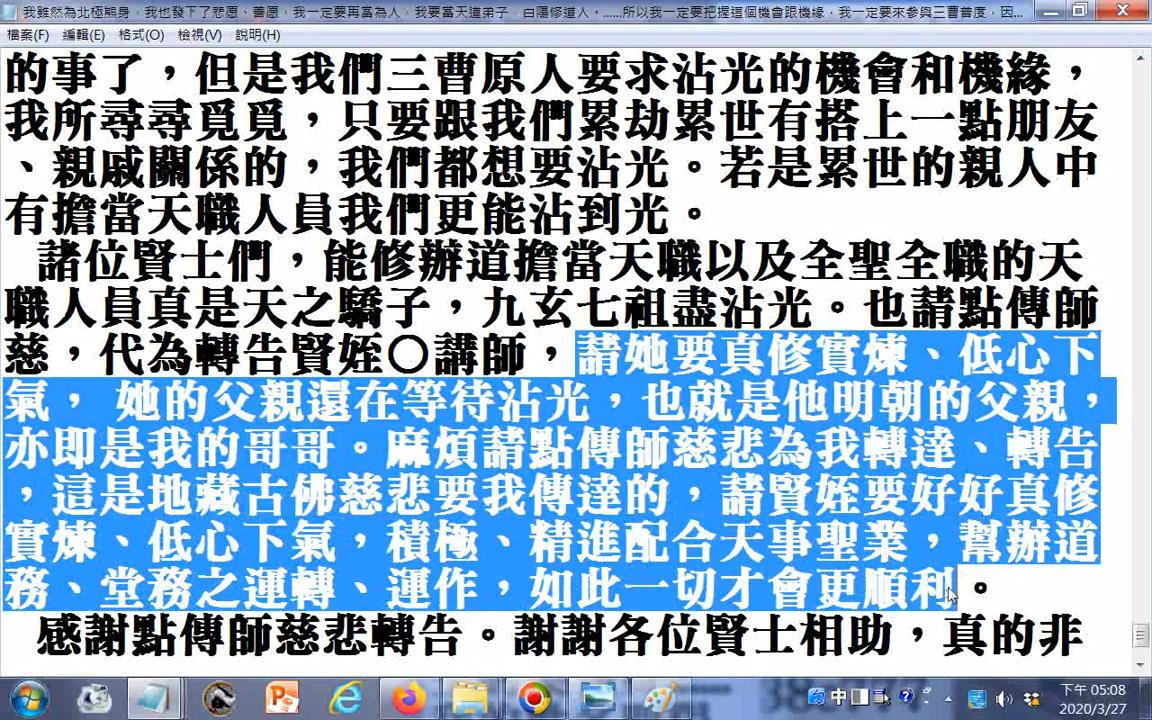 我雖然為北極熊身，我也發下了悲愿、善愿，我一定要再當為人，我要當天道弟子，白陽修道人。……所以我一定要把握這個機會跟機緣，我一定要來參與三曹普度，因...
檔案(F) 編輯(E) 格式(O) 檢視(V) 說明(H)
的事了，但是我們三曹原人要求沾光的機會和機緣，
我所尋尋覓覓，只要跟我們累劫累世有搭上一點朋友
、親戚關係的，我們都想要沾光。若是累世的親人中
有擔當天職人員我們更能沾到光。
諸位賢士們，能修辦道擔當天職以及全聖全職的天
職人員真是天之驕子，九玄七祖盡沾光。也請點傳師
慈，代為轉告賢姪〇講師，請她要真修實煉、低心下
氣， 她的父親還在等待沾光，也就是他明朝的父親，
亦即是我的哥哥。麻煩請點傳師慈悲為我轉達、轉告
，這是地藏古佛慈悲要我傳達的，請賢姪要好好真修
實煉、低心下氣，積極、精進配合天事聖業，幫辦道
務、堂務之運轉、運作，如此一切才會更順利。
感謝點傳師慈悲轉告。謝謝各位賢士相助，真的非
中
下午 05:08
2020/3/27